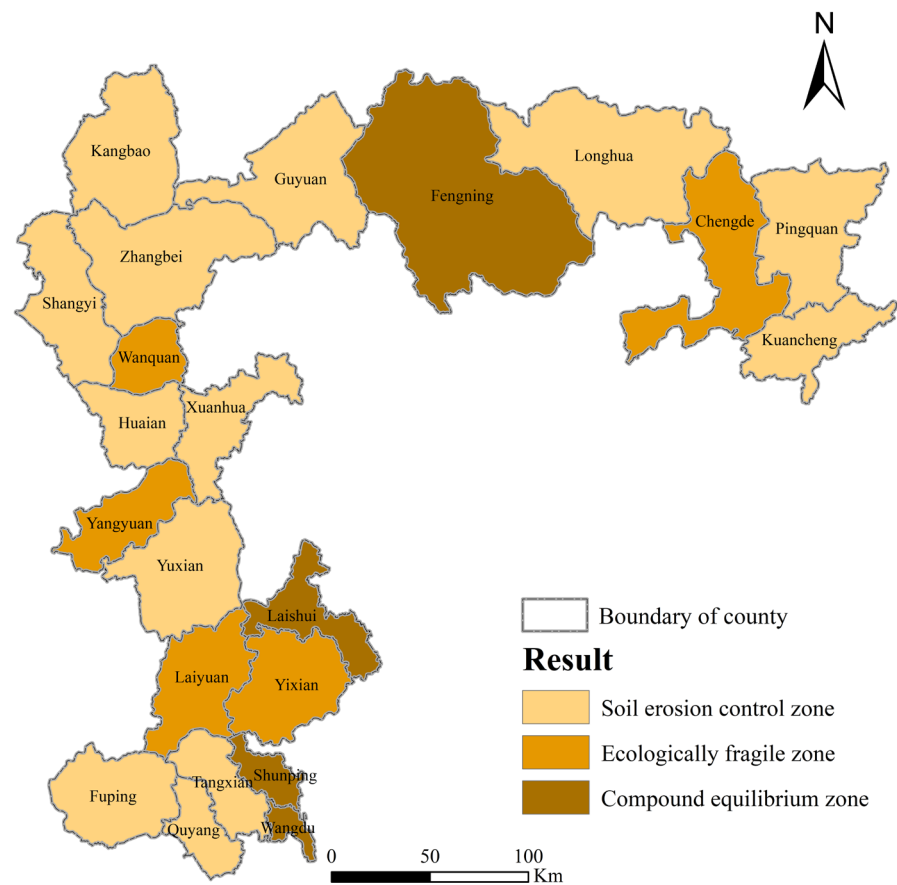 N
Kangbao
Guyuan
Longhua
Fengning
Chengde
Pingquan
Zhangbei
Shangyi
Wanquan
Kuancheng
Xuanhua
Huaian
Yangyuan
Yuxian
Laishui
Boundary of county
Result
Laiyuan
Yixian
Soil erosion control zone
Ecologically fragile zone
Shunping
Tangxian
Fuping
Compound equilibrium zone
Quyang
Wangdu
0 50 100
Km